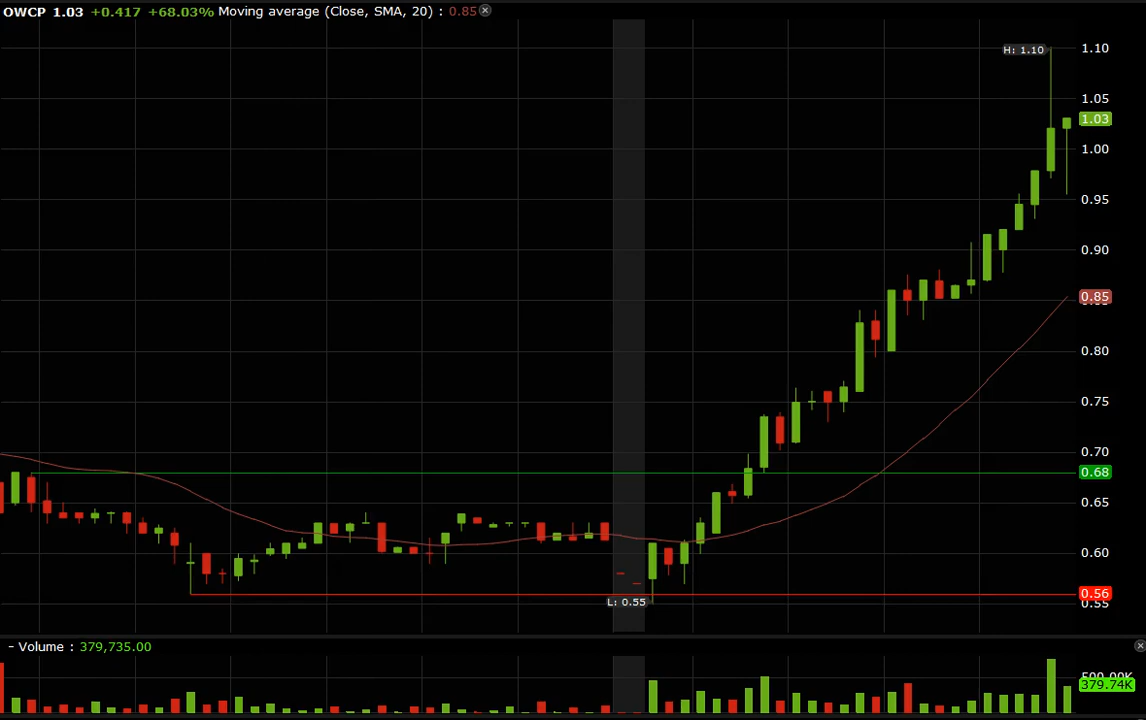 OWCP 1.03 +0.417 +68.03% Moving average (Close, SMA, 20) : 0.85
H: 1.10
1.10
1.05
1.03
1.00
0.95
0.90
0.85
0.80
0.75
0.70
0.68
0.65
0.60
0.56
L: 0.55
0.55
- Volume : 379,735.00
500.00K
379.74K